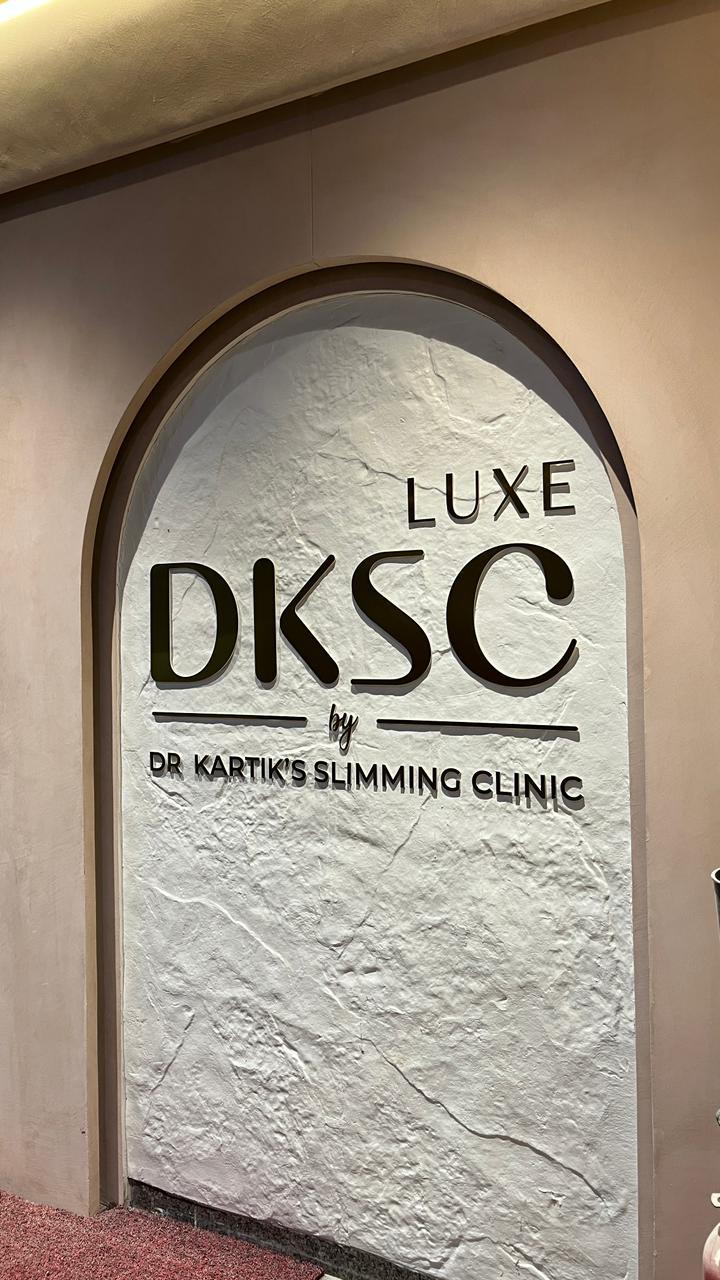 LUXE
DKSC
by
DR KARTIK'S SLIMMING CLINIC